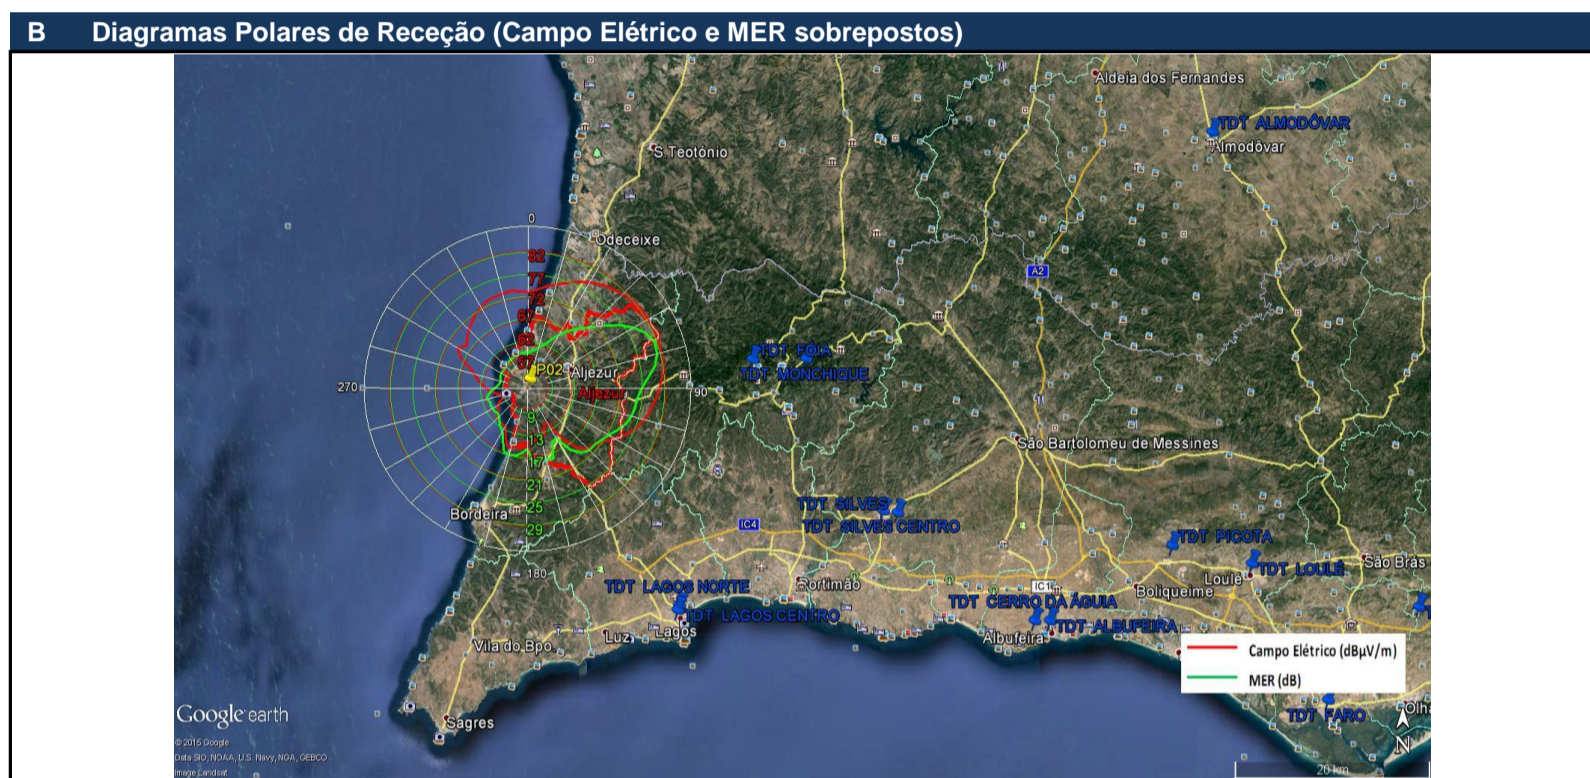 B Diagramas Polares de Receção (Campo Elétrico e MER sobrepostos)
Aldeia dos Fernandes
TDT ALMODÔVAR
Almodôvar
S Teotónio
0
Odeceixe
82
77
72
67
62
57
A2
TDT FÓIA
TDT MONCHIQUE
P02
Aljezur
Aljezur
270
90
9
13
17
21
25
29
180
Bordeira
São Bartolomeu de Messines
TDT SILVES
TDT SILVES CENTRO
IC4
TDT PICOTA
TDT LOULÉ
Loulé
São Brás
TDT LAGOS NORTE
TDT LAGOS CENTRO
Portimão
IC1
Boliqueime
TDT CERRO DA ÁGUIA
TDT ALBUFEIRA
Albufeira
Luz
Lagos
Vila do Bpo
Sagres
Campo Elétrico (dBµV/m)
MER (dB)
TDT FARO
Olh
N
20 km
Google earth
© 2015 Google
Data SIO, NOAA, U.S. Navy, NGA, GEBCO
Image Landsat